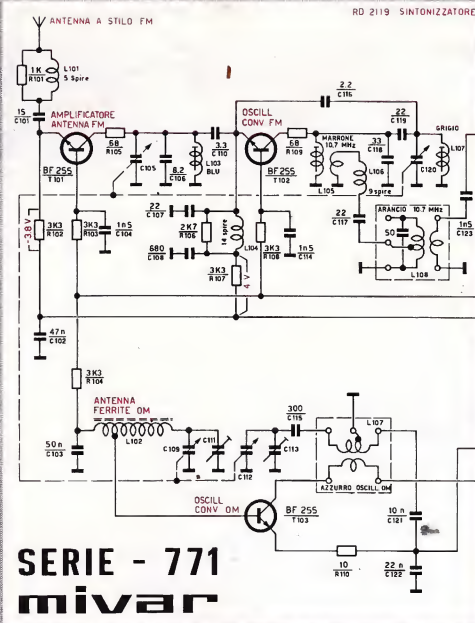 RD 2119 SINTONIZZATORE
ANTENNA A STILO FM
1K
R101
L101
5 Spire
15
C101
AMPLIFICATORE
ANTENNA FM
BF 255
T101
68
R105
C105
8.2
C106
L103
BLU
3.3
C110
OSCILL
CONV FM
BF 255
T102
2.2
C116
68
R109
MARRONE
10.7 MHz
L105
L106
9 spire
33
C118
22
C119
C120
GRIGIO
L107
-3.8 V
3K3
R102
3K3
R103
1n5
C104
22
C107
680
C108
2K7
R106
14 spire
L104
3K3
R107
4 V
3K3
R108
1n5
C114
22
C117
ARANCIO 10.7 MHz
50
L108
1n5
C123
47n
C102
3K3
R104
ANTENNA
FERRITE OM
L102
50n
C103
C109
C111
C112
C113
300
C115
L107
AZZURRO OSCILL OM
OSCILL
CONV OM
BF 255
T103
10
R110
10 n
C121
22 n
C122
SERIE - 771
mivar